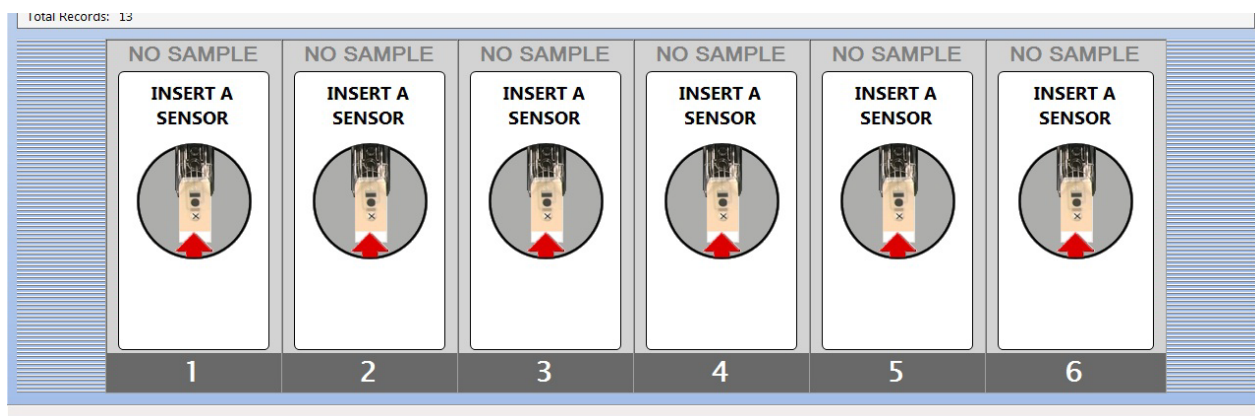 Total Records: 13
NO SAMPLE NO SAMPLE NO SAMPLE NO SAMPLE NO SAMPLE NO SAMPLE
INSERT A INSERT A INSERT A INSERT A INSERT A INSERT A
SENSOR SENSOR SENSOR SENSOR SENSOR SENSOR
1 2 3 4 5 6